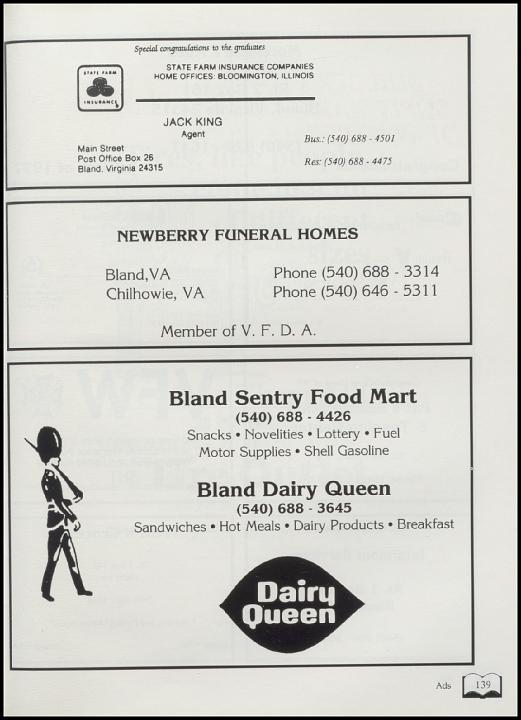 Special congratulations to the graduates
STATE FARM
INSURANCE
STATE FARM INSURANCE COMPANIES
HOME OFFICES: BLOOMINGTON, ILLINOIS
JACK KING
Agent
Main Street
Post Office Box 26
Bland, Virginia 24315
Bus.: (540) 688 - 4501
Res: (540) 688 - 4475
NEWBERRY FUNERAL HOMES
Bland,VA Phone (540) 688 - 3314
Chilhowie, VA Phone (540) 646 - 5311
Member of V. F. D. A.
Bland Sentry Food Mart
(540) 688 - 4426
Snacks • Novelities • Lottery • Fuel
Motor Supplies • Shell Gasoline
Bland Dairy Queen
(540) 688 - 3645
Sandwiches • Hot Meals • Dairy Products • Breakfast
Dairy
Queen
Ads 139